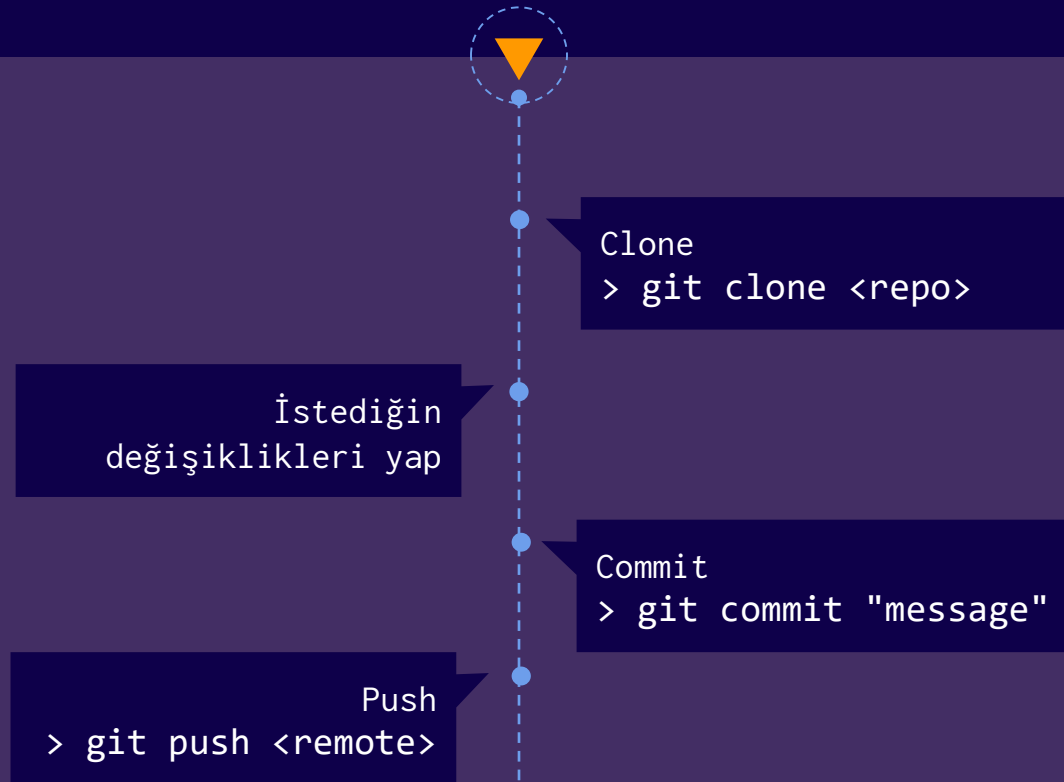 Clone
> git clone <repo>
İstediğin
değişiklikleri yap
Commit
> git commit "message"
Push
> git push <remote>